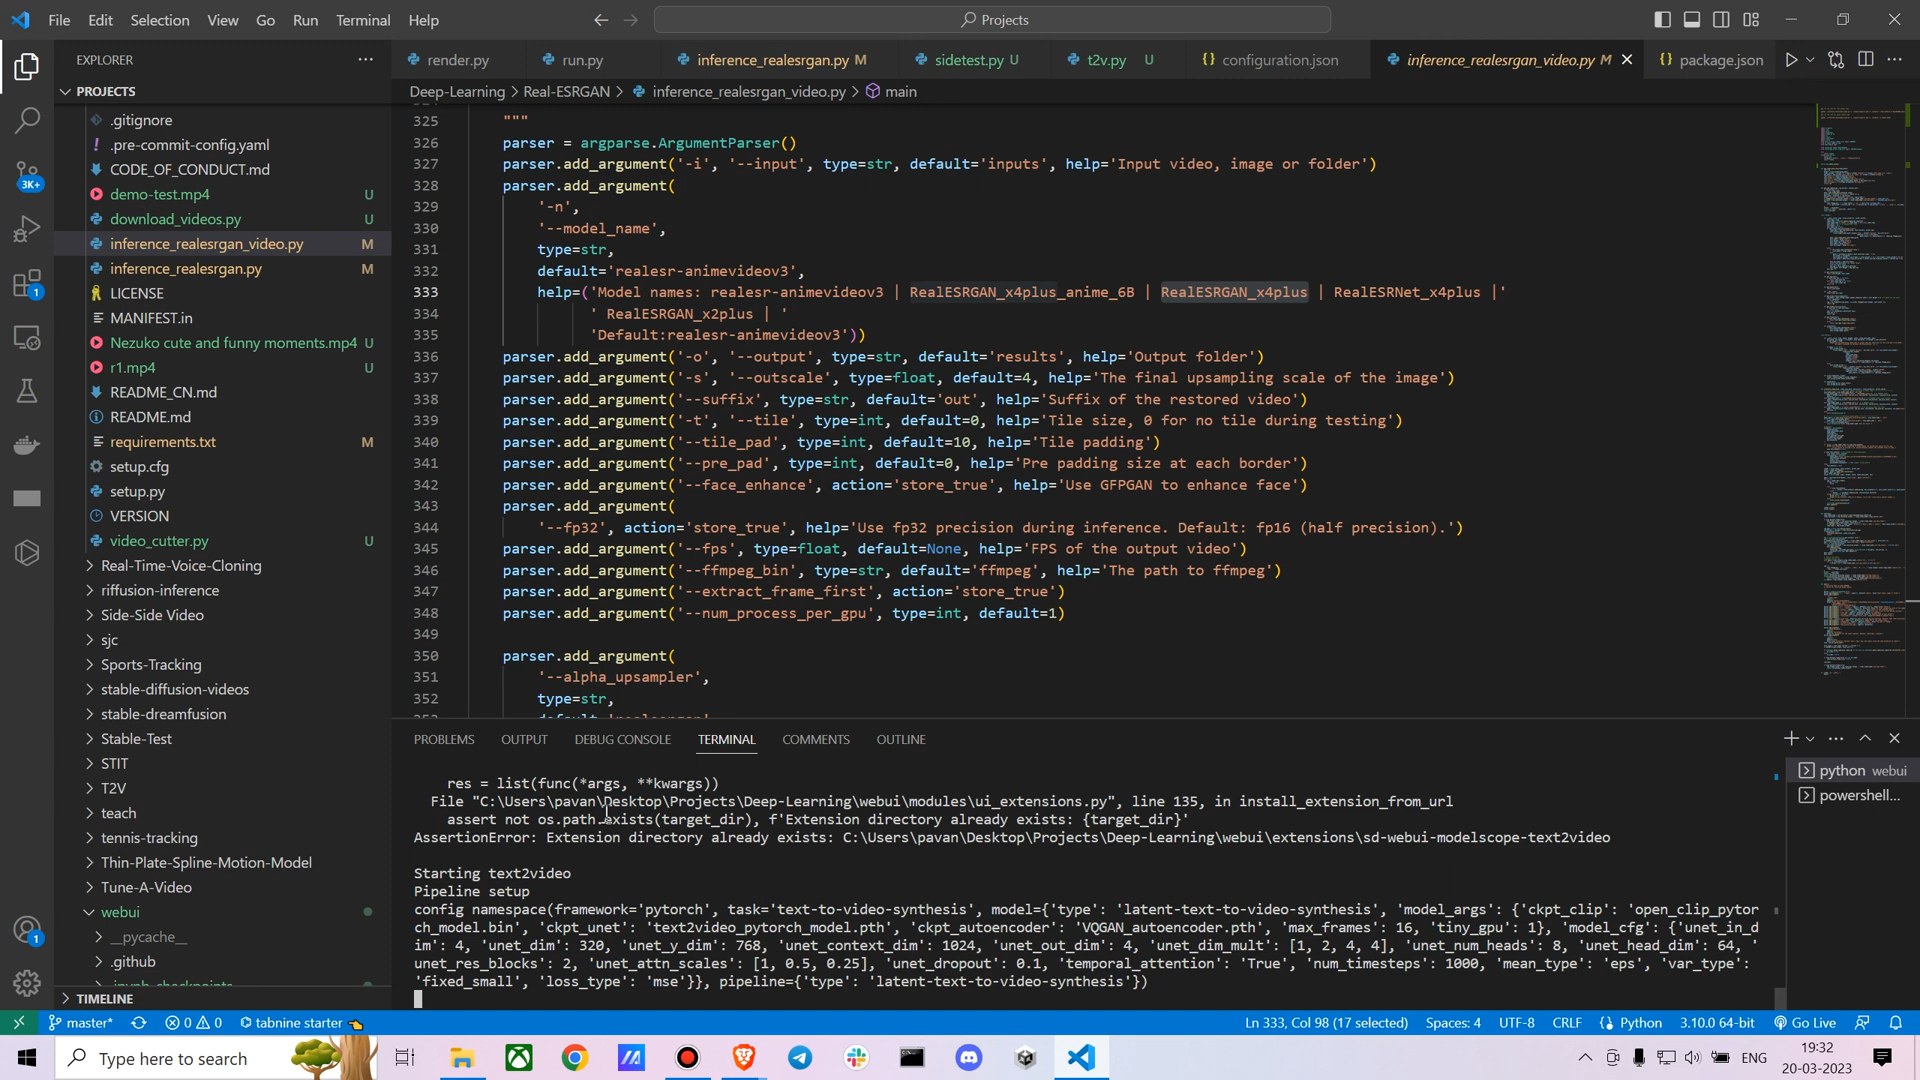 File Edit Selection View Go Run Terminal Help
Projects
EXPLORER
render.py
run.py
inference_realesrgan.py M
sidetest.py U
t2v.py U
configuration.json
inference_realesrgan_video.py M
package.json
PROJECTS
Deep-Learning > Real-ESRGAN > inference_realesrgan_video.py > main
.gitignore
.pre-commit-config.yaml
CODE_OF_CONDUCT.md
3K+
demo-test.mp4 U
download_videos.py U
inference_realesrgan_video.py M
inference_realesrgan.py M
LICENSE
1
MANIFEST.in
Nezuko cute and funny moments.mp4 U
r1.mp4 U
README_CN.md
README.md
requirements.txt M
setup.cfg
setup.py
VERSION
video_cutter.py U
Real-Time-Voice-Cloning
riffusion-inference
Side-Side Video
sjc
Sports-Tracking
stable-diffusion-videos
stable-dreamfusion
Stable-Test
STIT
T2V
teach
tennis-tracking
Thin-Plate-Spline-Motion-Model
Tune-A-Video
webui
__pycache__
1
.github
.ipynb_checkpoints
TIMELINE
325 """
326 parser = argparse.ArgumentParser()
327 parser.add_argument('-i', '--input', type=str, default='inputs', help='Input video, image or folder')
328 parser.add_argument(
329 '-n',
330 '--model_name',
331 type=str,
332 default='realesr-animevideov3',
333 help=('Model names: realesr-animevideov3 | RealESRGAN_x4plus_anime_6B | RealESRGAN_x4plus | RealESRNet_x4plus |'
334 ' RealESRGAN_x2plus | '
335 'Default:realesr-animevideov3'))
336 parser.add_argument('-o', '--output', type=str, default='results', help='Output folder')
337 parser.add_argument('-s', '--outscale', type=float, default=4, help='The final upsampling scale of the image')
338 parser.add_argument('--suffix', type=str, default='out', help='Suffix of the restored video')
339 parser.add_argument('-t', '--tile', type=int, default=0, help='Tile size, 0 for no tile during testing')
340 parser.add_argument('--tile_pad', type=int, default=10, help='Tile padding')
341 parser.add_argument('--pre_pad', type=int, default=0, help='Pre padding size at each border')
342 parser.add_argument('--face_enhance', action='store_true', help='Use GFPGAN to enhance face')
343 parser.add_argument(
344 '--fp32', action='store_true', help='Use fp32 precision during inference. Default: fp16 (half precision).')
345 parser.add_argument('--fps', type=float, default=None, help='FPS of the output video')
346 parser.add_argument('--ffmpeg_bin', type=str, default='ffmpeg', help='The path to ffmpeg')
347 parser.add_argument('--extract_frame_first', action='store_true')
348 parser.add_argument('--num_process_per_gpu', type=int, default=1)
349
350 parser.add_argument(
351 '--alpha_upsampler',
352 type=str,
PROBLEMS OUTPUT DEBUG CONSOLE TERMINAL COMMENTS OUTLINE
python webui
powershell...
res = list(func(*args, **kwargs))
File "C:\Users\pavan\Desktop\Projects\Deep-Learning\webui\modules\ui_extensions.py", line 135, in install_extension_from_url
assert not os.path.exists(target_dir), f'Extension directory already exists: {target_dir}'
AssertionError: Extension directory already exists: C:\Users\pavan\Desktop\Projects\Deep-Learning\webui\extensions\sd-webui-modelscope-text2video
Starting text2video
Pipeline setup
config namespace(framework='pytorch', task='text-to-video-synthesis', model={'type': 'latent-text-to-video-synthesis', 'model_args': {'ckpt_clip': 'open_clip_pytor
ch_model.bin', 'ckpt_unet': 'text2video_pytorch_model.pth', 'ckpt_autoencoder': 'VQGAN_autoencoder.pth', 'max_frames': 16, 'tiny_gpu': 1}, 'model_cfg': {'unet_in_d
im': 4, 'unet_dim': 320, 'unet_y_dim': 768, 'unet_context_dim': 1024, 'unet_out_dim': 4, 'unet_dim_mult': [1, 2, 4, 4], 'unet_num_heads': 8, 'unet_head_dim': 64, '
unet_res_blocks': 2, 'unet_attn_scales': [1, 0.5, 0.25], 'unet_dropout': 0.1, 'temporal_attention': 'True', 'num_timesteps': 1000, 'mean_type': 'eps', 'var_type':
'fixed_small', 'loss_type': 'mse'}}, pipeline={'type': 'latent-text-to-video-synthesis'})
master* 0 0 tabnine starter Ln 333, Col 98 (17 selected) Spaces: 4 UTF-8 CRLF Python 3.10.0 64-bit Go Live
Type here to search
ENG
19:32
20-03-2023